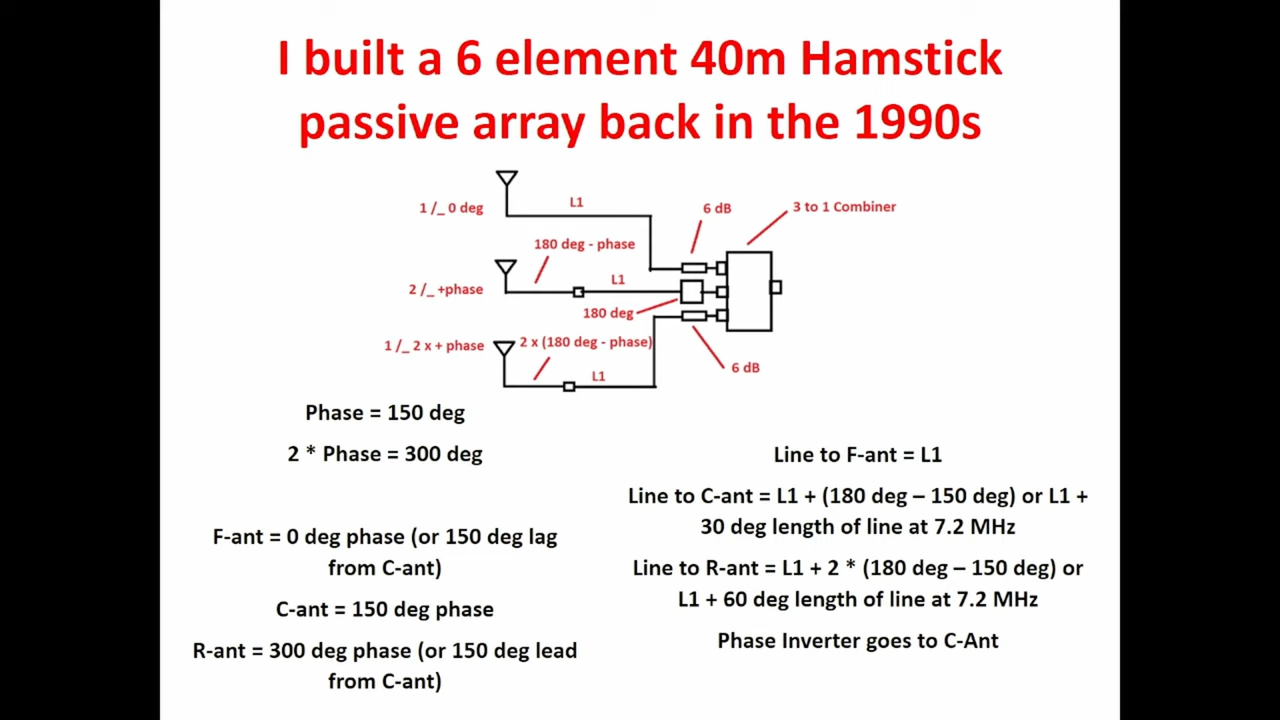 I built a 6 element 40m Hamstick
passive array back in the 1990s
1 /_ 0 deg
L1
6 dB
3 to 1 Combiner
180 deg - phase
2 /_ +phase
L1
180 deg
1 /_ 2 x + phase
2 x (180 deg - phase)
L1
6 dB
Phase = 150 deg
2 * Phase = 300 deg
F-ant = 0 deg phase (or 150 deg lag
from C-ant)
C-ant = 150 deg phase
R-ant = 300 deg phase (or 150 deg lead
from C-ant)
Line to F-ant = L1
Line to C-ant = L1 + (180 deg – 150 deg) or L1 +
30 deg length of line at 7.2 MHz
Line to R-ant = L1 + 2 * (180 deg – 150 deg) or
L1 + 60 deg length of line at 7.2 MHz
Phase Inverter goes to C-Ant